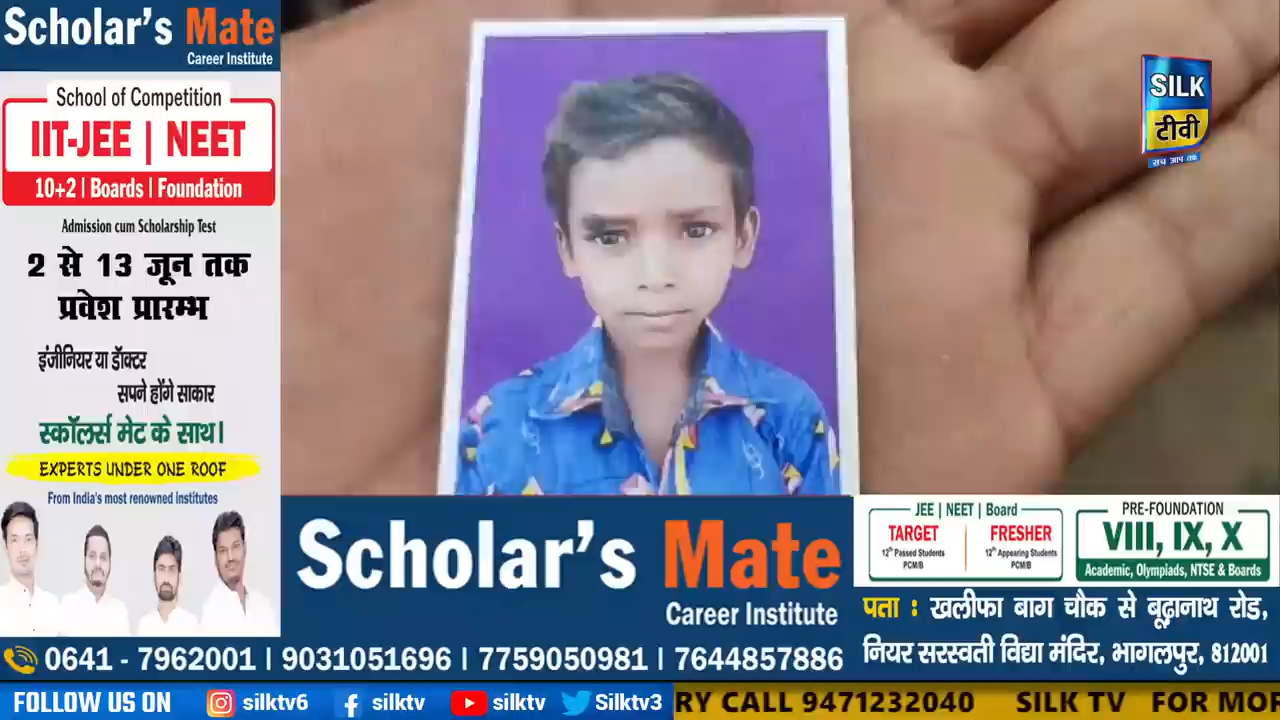 Scholar's Mate
Career Institute
School of Competition
IIT-JEE | NEET
10+2 | Boards | Foundation
Admission cum Scholarship Test
2 से 13 जून तक
प्रवेश प्रारम्भ
इंजीनियर या डॉक्टर
सपने होंगे साकार
स्कॉलर्स मेट के साथ।
EXPERTS UNDER ONE ROOF
From India's most renowned institutes
SILK
टीवी
सच आप तक
Scholar's Mate
Career Institute
JEE | NEET | Board
TARGET
12th Passed Students
PCM/B
FRESHER
12th Appearing Students
PCM/B
PRE-FOUNDATION
VIII, IX, X
Academic, Olympiads, NTSE & Boards
पता : खलीफा बाग चौक से बूढ़ानाथ रोड,
नियर सरस्वती विद्या मंदिर, भागलपुर, 812001
0641 - 7962001 | 9031051696 | 7759050981 | 7644857886
FOLLOW US ON silktv6 silktv silktv Silktv3 RY CALL 9471232040 SILK TV FOR MOR